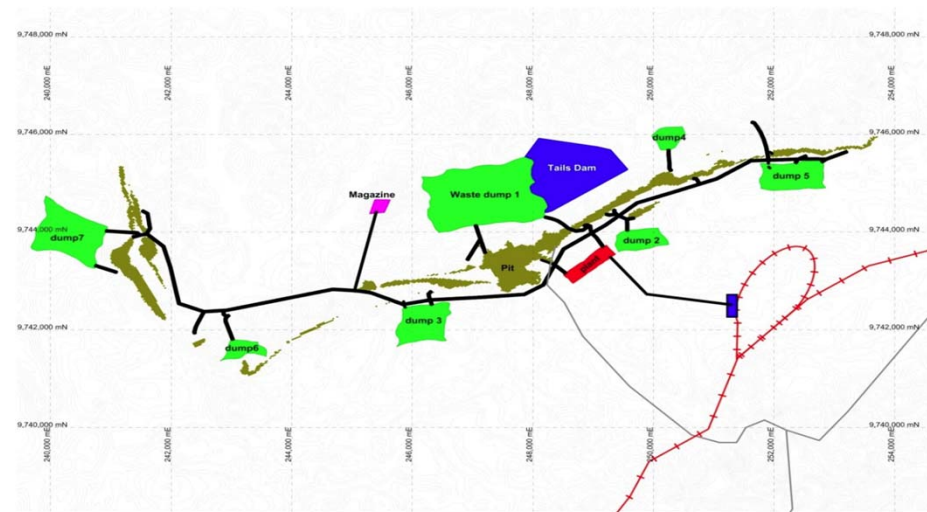 9,748,000 mN
9,748,000 mN
240,000 mE
242,000 mE
244,000 mE
246,000 mE
248,000 mE
250,000 mE
252,000 mE
254,000 mE
9,746,000 mN
9,746,000 mN
dump4
Tails Dam
dump 5
Magazine
Waste dump 1
9,744,000 mN
9,744,000 mN
dump7
dump 2
Pit
plant
9,742,000 mN
9,742,000 mN
dump 3
dump6
9,740,000 mN
9,740,000 mN
240,000 mE
242,000 mE
244,000 mE
246,000 mE
248,000 mE
250,000 mE
252,000 mE
254,000 mE